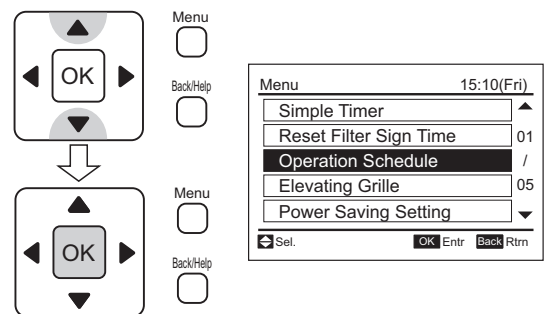 Menu
OK
Back/Help
Menu
OK
Back/Help
Menu 15:10(Fri)
Simple Timer
Reset Filter Sign Time 01
Operation Schedule /
Elevating Grille 05
Power Saving Setting
Sel. OK Entr Back Rtrn